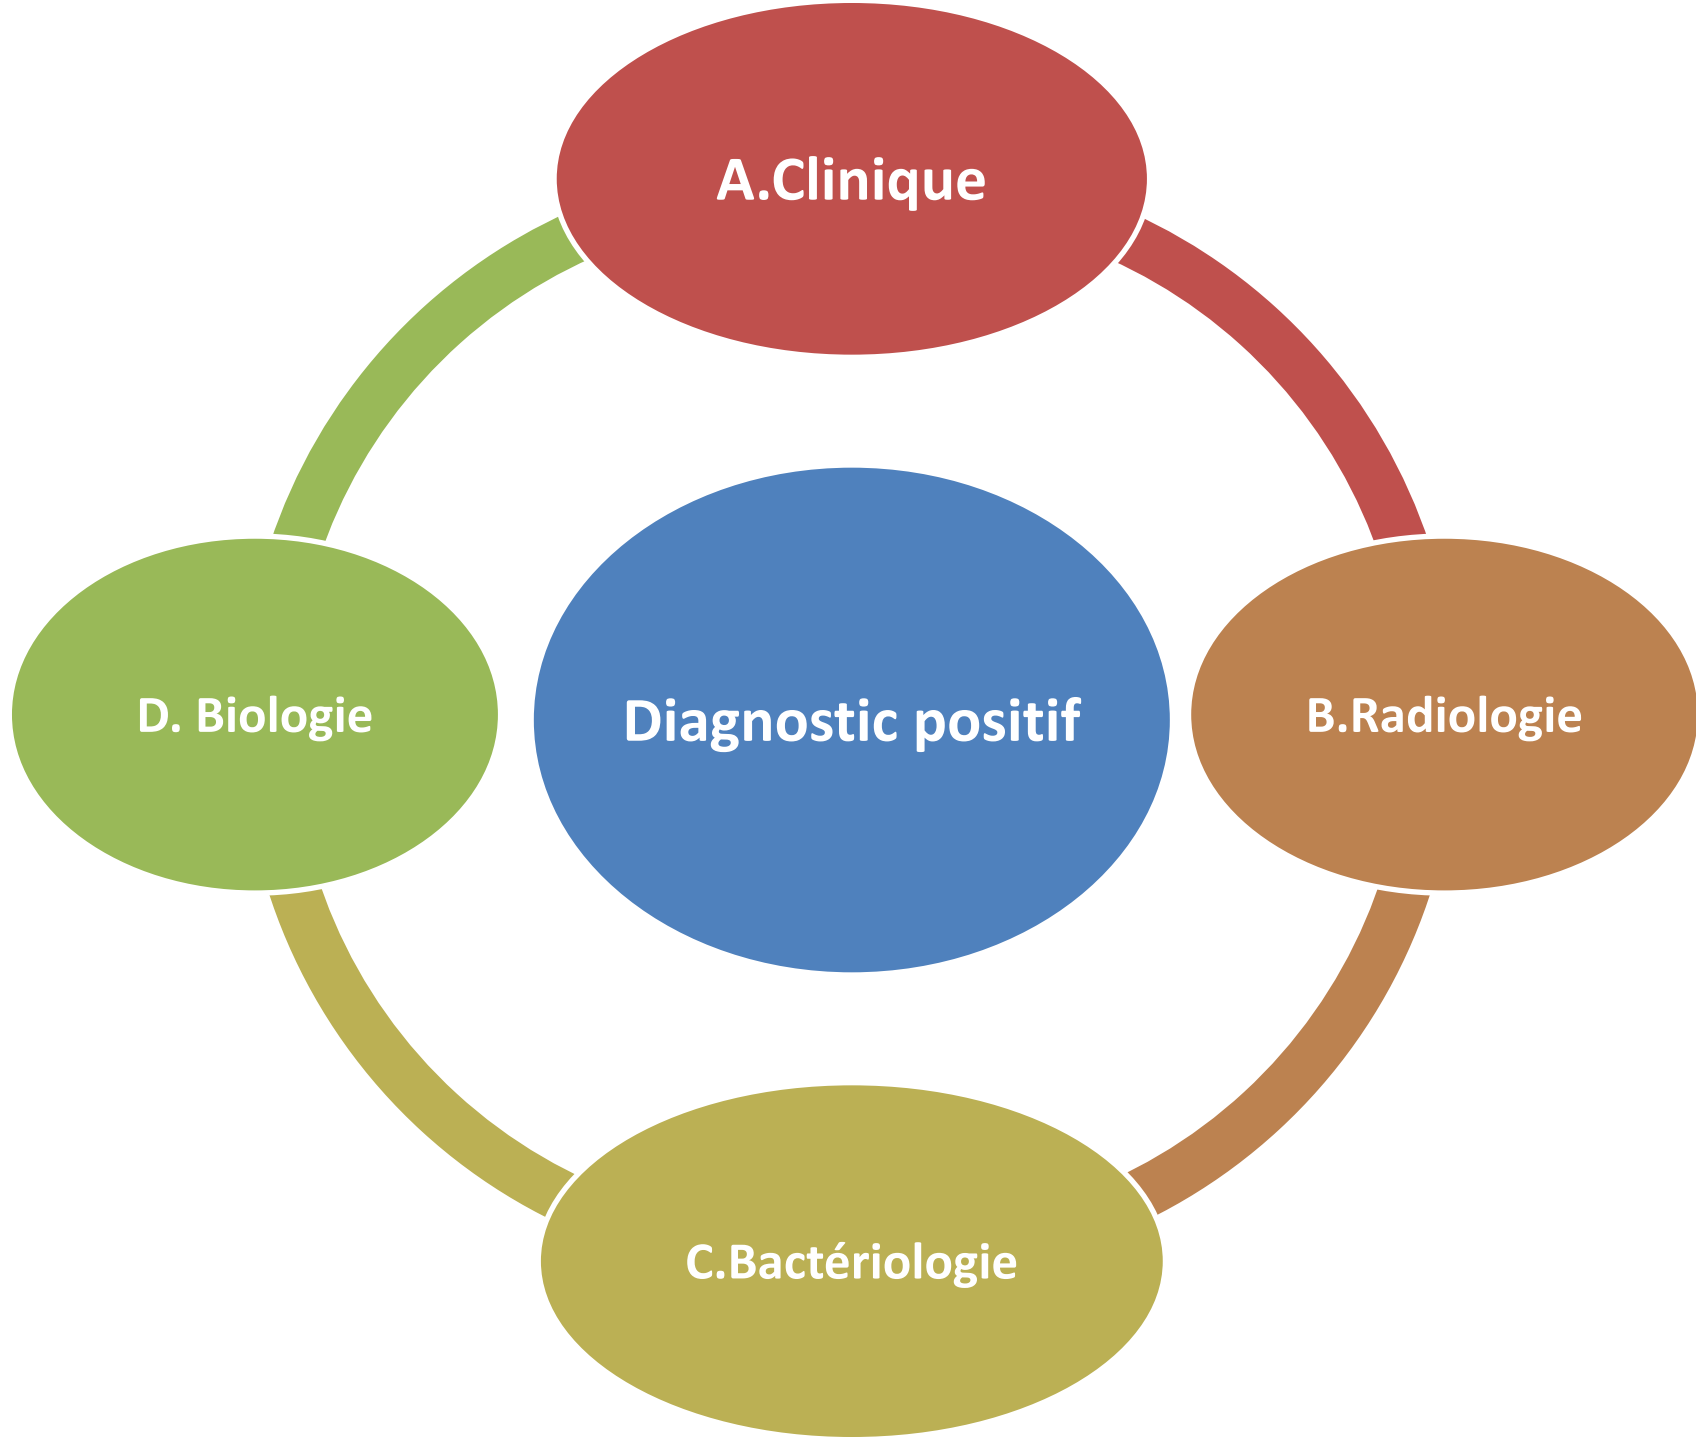 A.Clinique
D. Biologie
Diagnostic positif
B.Radiologie
C.Bactériologie